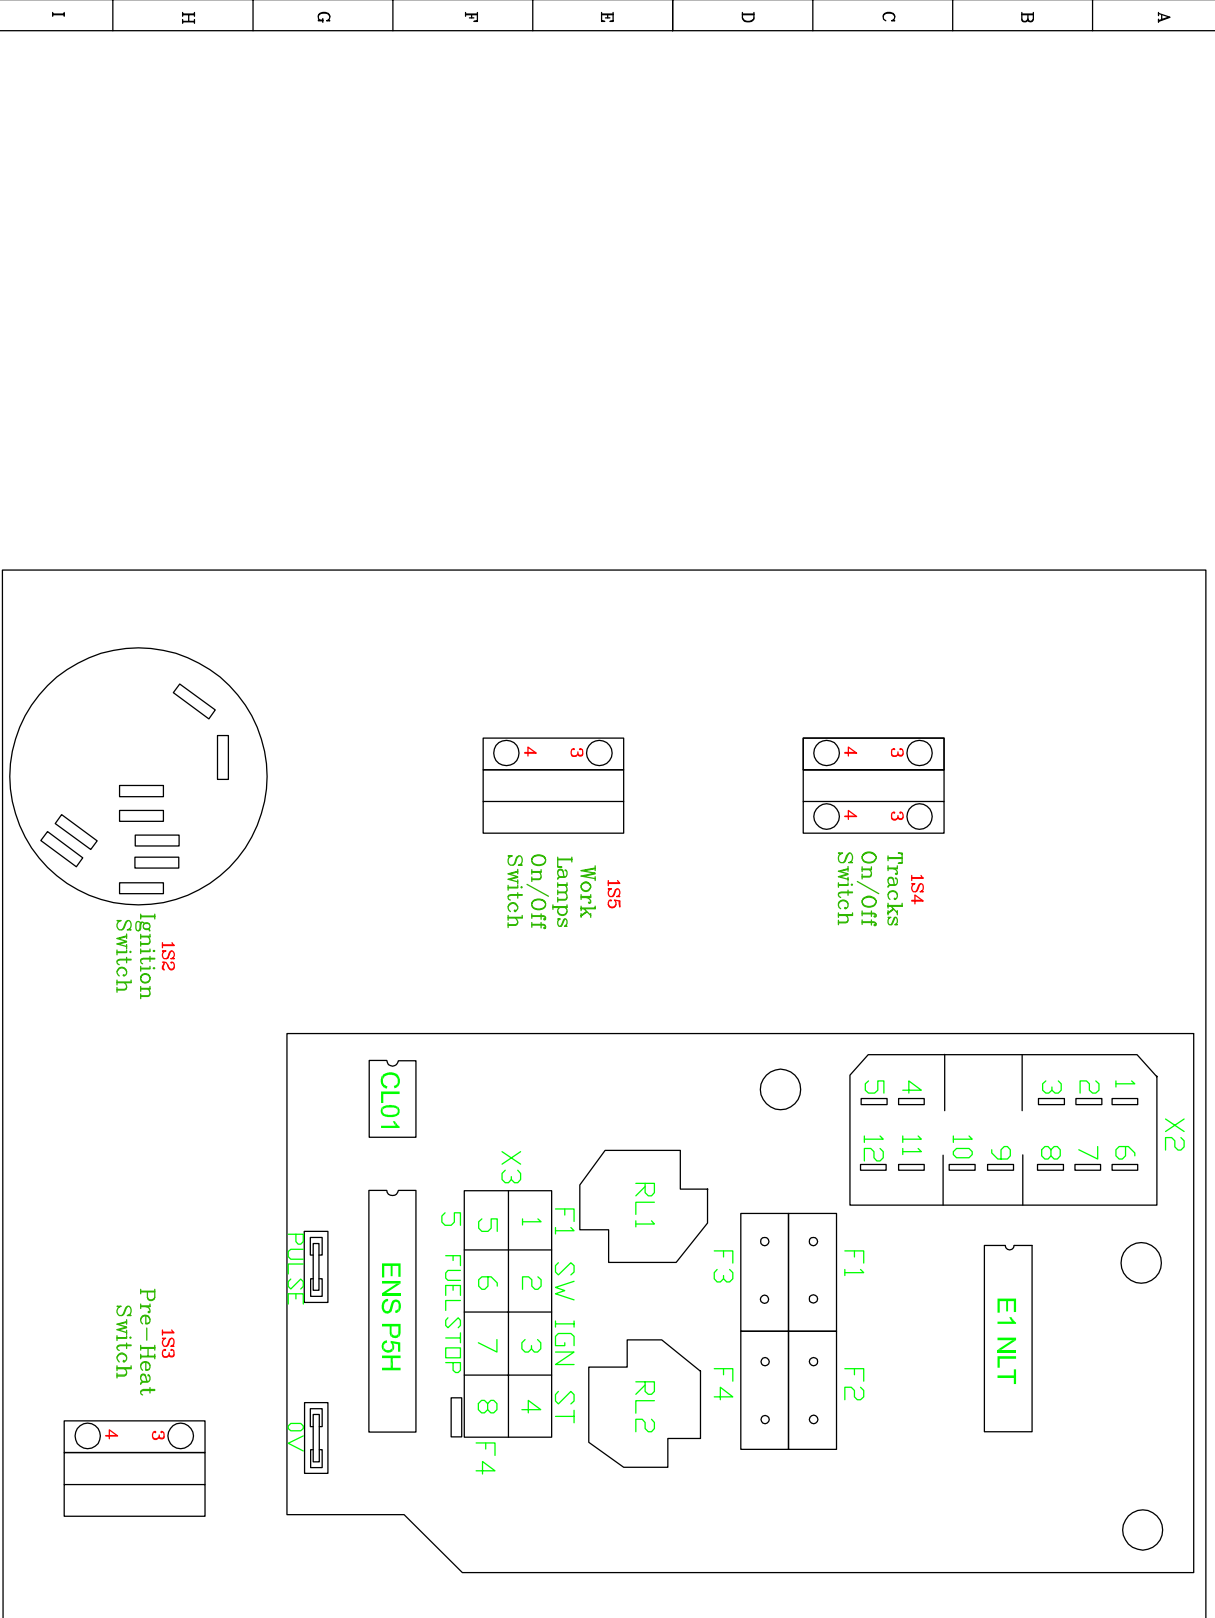 A
B
C
D
E
F
G
H
I
1S4
Tracks
On/Off
Switch
3
3
4
4
1S5
Work
Lamps
On/Off
Switch
3
4
1S2
Ignition
Switch
1S3
Pre-Heat
Switch
3
4
X2
1 6
2 7
3 8
9
10
4 11
5 12
E1 NLT
F1 F2
F3 F4
RL1 RL2
F1 SW IGN ST
X3
1 2 3 4
5 6 7 8
F4
5 FUELSTOP
CL01
ENS P5H
PULSE
0V